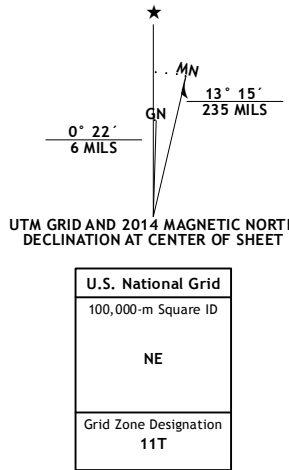 MN
GN
13° 15´
235 MILS
0° 22´
6 MILS
UTM GRID AND 2014 MAGNETIC NORTH
DECLINATION AT CENTER OF SHEET
U.S. National Grid
100,000-m Square ID
NE
Grid Zone Designation
11T